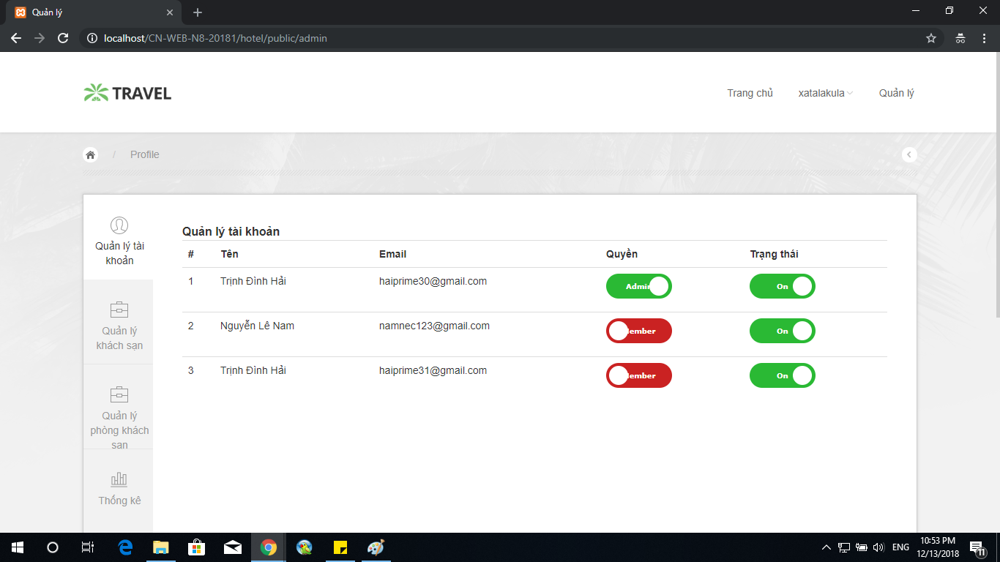 Quản lý
localhost/CN-WEB-N8-20181/hotel/public/admin
TRAVEL
Trang chủ xatalakula Quản lý
/ Profile
Quản lý tài
khoản
Quản lý
khách sạn
Quản lý
phòng khách
sạn
Thống kê
Quản lý tài khoản
# Tên Email Quyền Trạng thái
1 Trịnh Đình Hải haiprime30@gmail.com Admin On
2 Nguyễn Lê Nam namnec123@gmail.com ember On
3 Trịnh Đình Hải haiprime31@gmail.com ember On
ENG
10:53 PM
12/13/2018
11